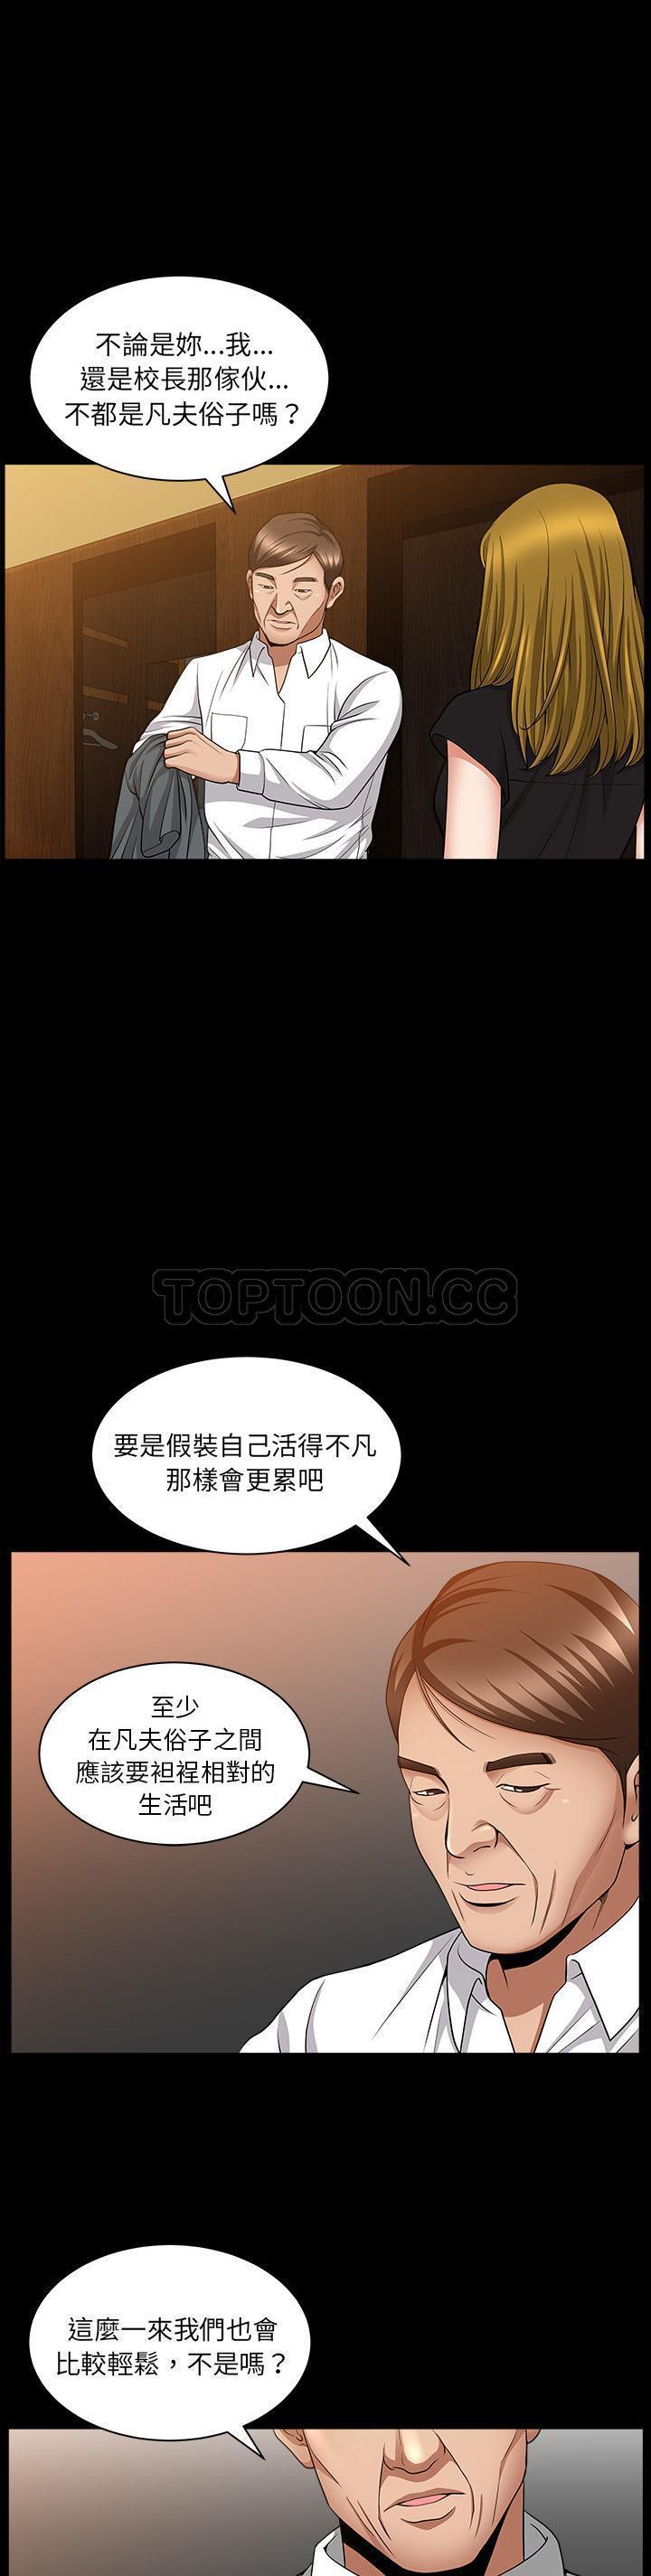 不論是妳...我...
還是校長那傢伙...
不都是凡夫俗子嗎？
TOPTOON.CC
要是假裝自己活得不凡
那樣會更累吧
至少
在凡夫俗子之間
應該要袒裎相對的
生活吧
這麼一來我們也會
比較輕鬆，不是嗎？